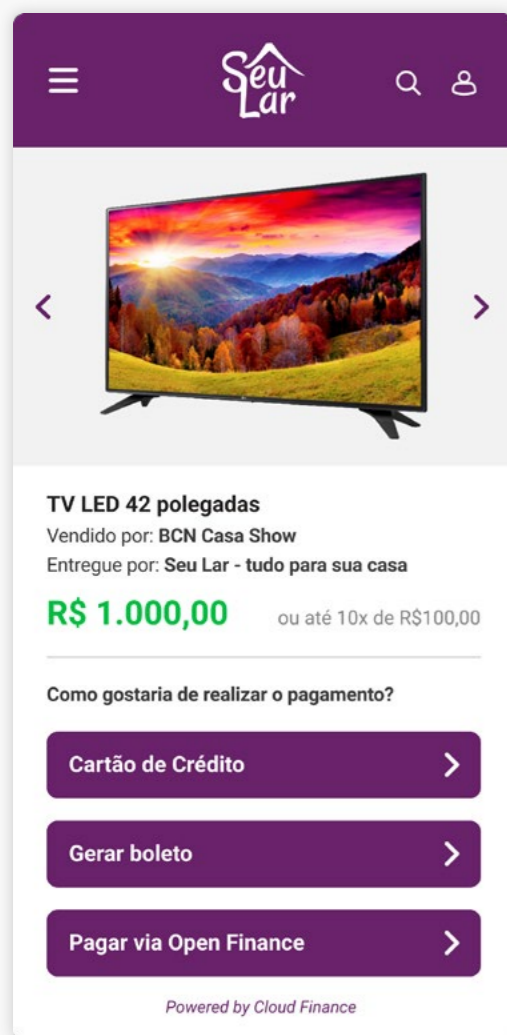 Seu
Lar
TV LED 42 polegadas
Vendido por: BCN Casa Show
Entregue por: Seu Lar - tudo para sua casa
R$ 1.000,00 ou até 10x de R$100,00
Como gostaria de realizar o pagamento?
Cartão de Crédito
Gerar boleto
Pagar via Open Finance
Powered by Cloud Finance